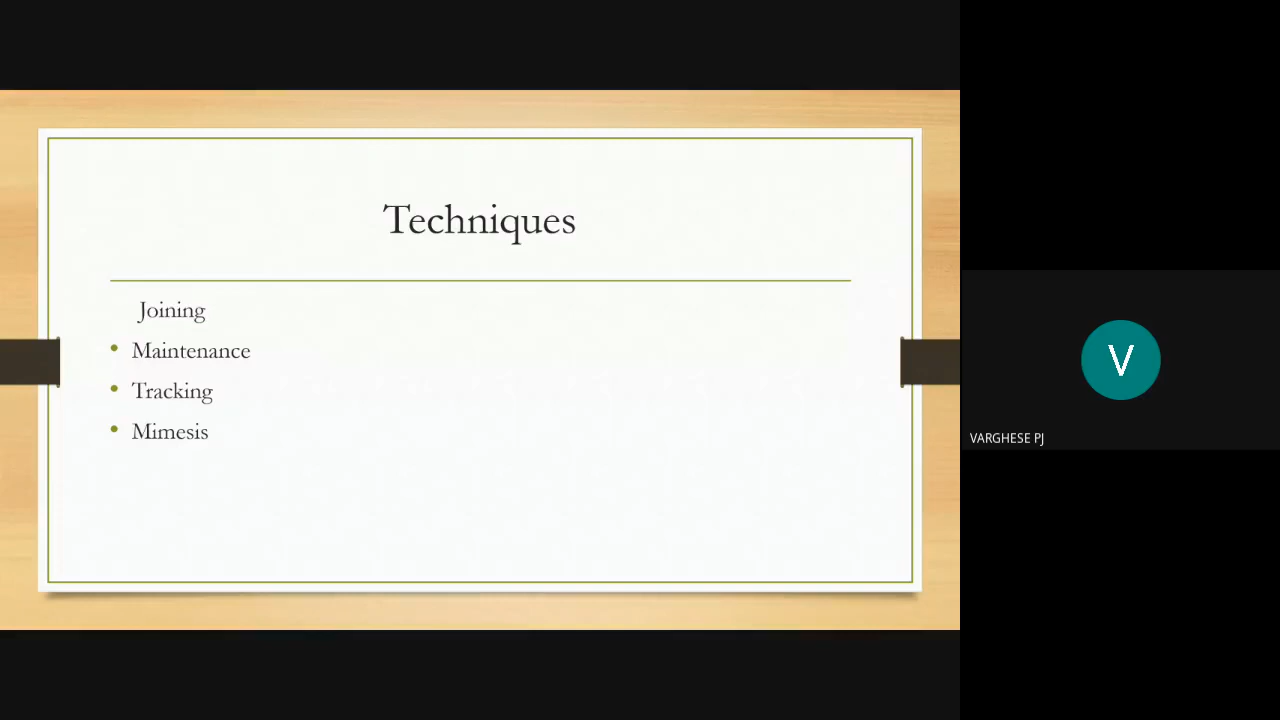 Techniques
Joining
• Maintenance
• Tracking
• Mimesis
V
VARGHESE PJ